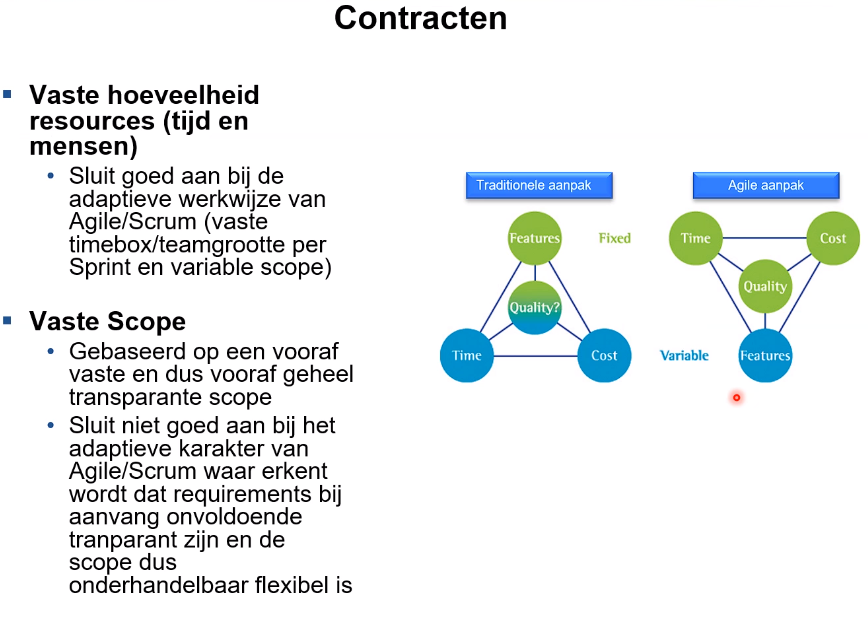 Contracten
Vaste hoeveelheid
resources (tijd en
mensen)
Sluit goed aan bij de
adaptieve werkwijze van
Agile/Scrum (vaste
timebox/teamgrootte per
Sprint en variable scope)
Vaste Scope
Gebaseerd op een vooraf
vaste en dus vooraf geheel
transparante scope
Sluit niet goed aan bij het
adaptieve karakter van
Agile/Scrum waar erkent
wordt dat requirements bij
aanvang onvoldoende
tranparant zijn en de
scope dus
onderhandelbaar flexibel is
Traditionele aanpak
Agile aanpak
Features
Fixed
Time
Cost
Quality?
Quality
Time
Cost
Variable
Features